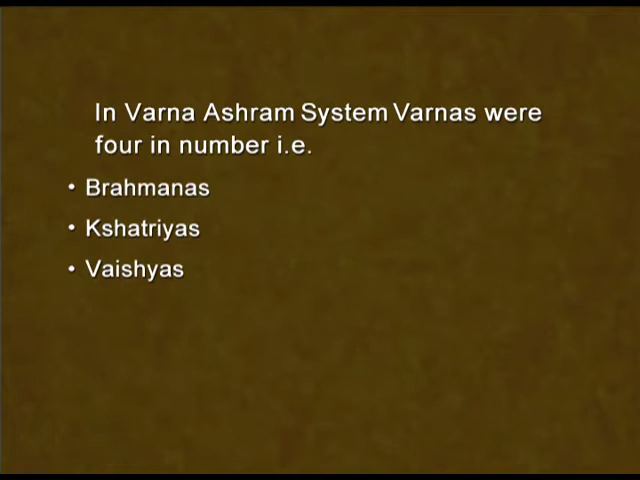 In Varna Ashram System Varnas were
four in number i.e.
• Brahmanas
• Kshatriyas
• Vaishyas